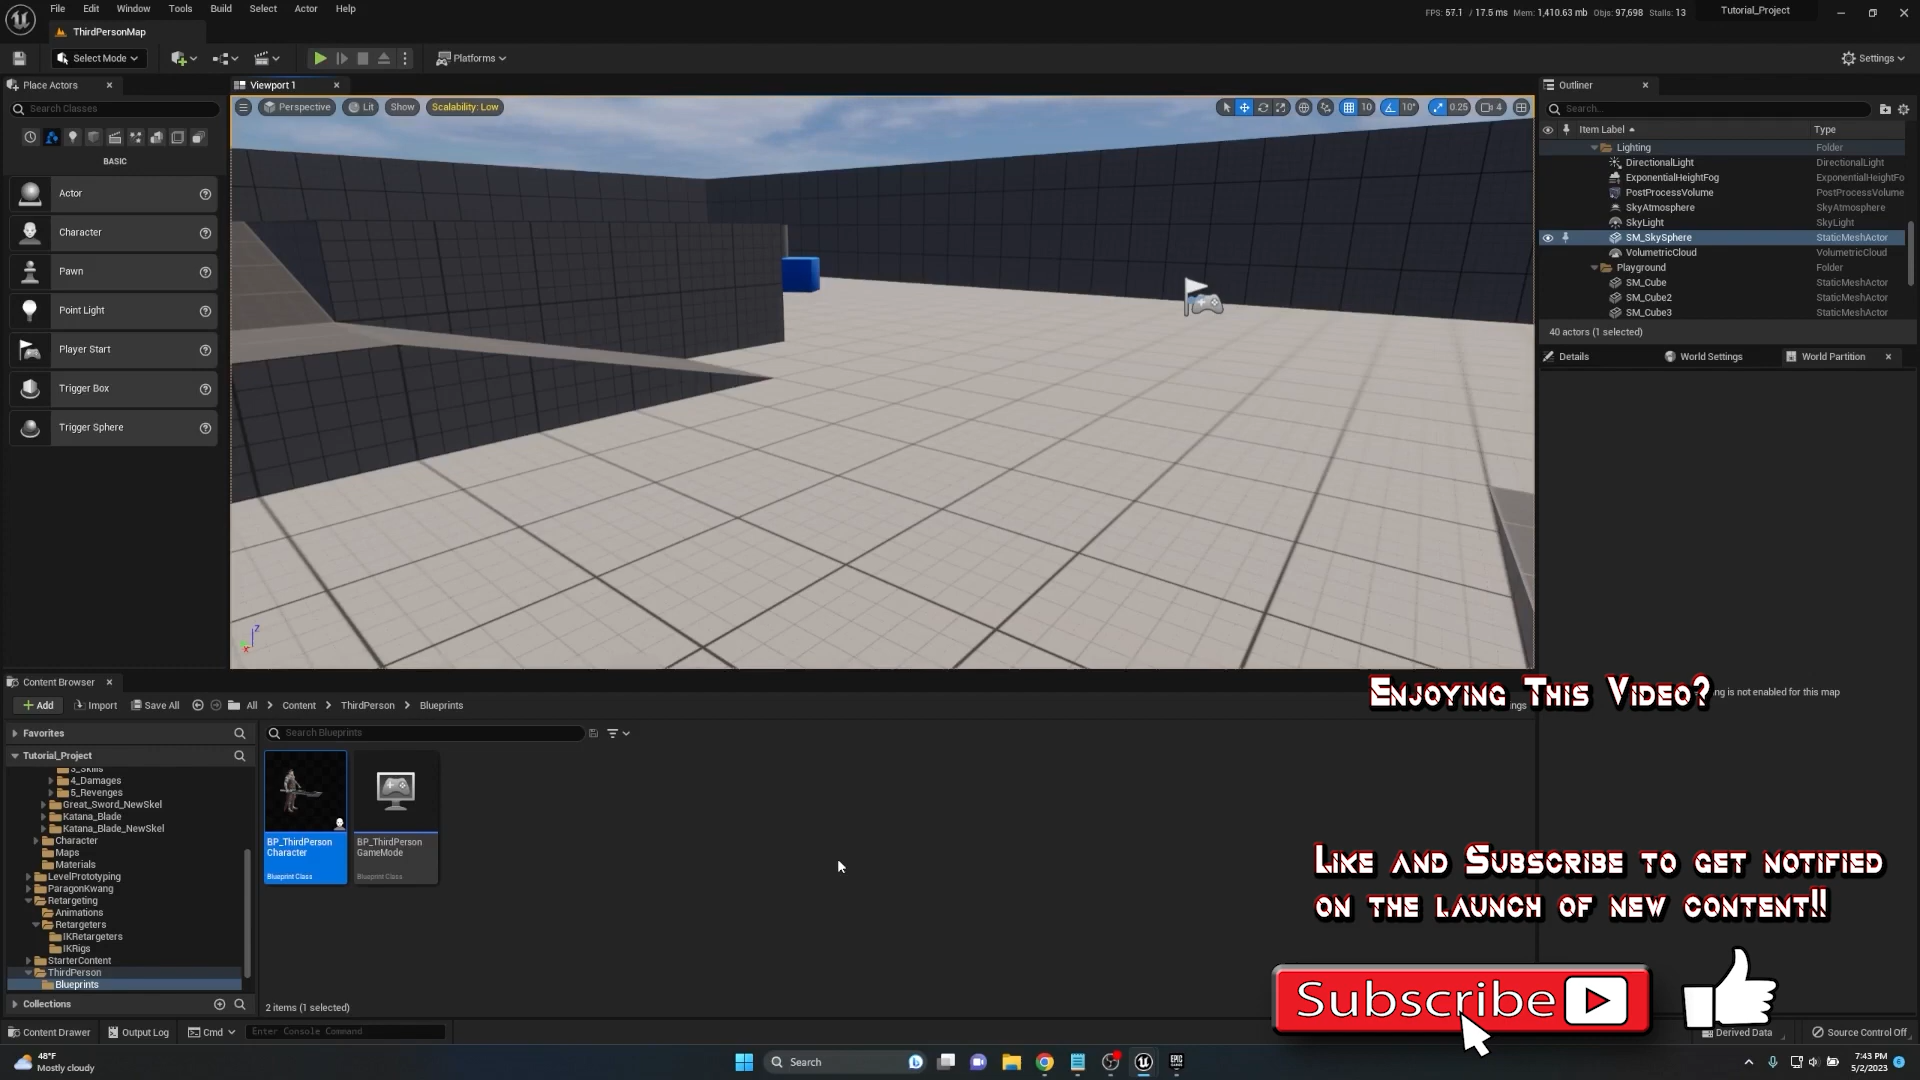 File Edit Window Tools Build Select Actor Help
FPS: 57.1 / 17.5 ms Mem: 1,410.63 mb Objs: 97,698 Stalls: 13
Tutorial_Project
ThirdPersonMap
Select Mode
Platforms
Settings
Place Actors
Search Classes
BASIC
Actor
Character
Pawn
Point Light
Player Start
Trigger Box
Trigger Sphere
Viewport 1
Perspective Lit Show Scalability: Low
10 10° 0.25 4
Z
X
Outliner
Search...
Item Label Type
Lighting Folder
DirectionalLight DirectionalLight
ExponentialHeightFog ExponentialHeightFo
PostProcessVolume PostProcessVolume
SkyAtmosphere SkyAtmosphere
SkyLight SkyLight
SM_SkySphere StaticMeshActor
VolumetricCloud VolumetricCloud
Playground Folder
SM_Cube StaticMeshActor
SM_Cube2 StaticMeshActor
SM_Cube3 StaticMeshActor
40 actors (1 selected)
Details World Settings World Partition
ng is not enabled for this map
Content Browser
Add Import Save All All > Content > ThirdPerson > Blueprints
ngs
Favorites
Search Blueprints
Tutorial_Project
3_Skills
4_Damages
5_Revenges
Great_Sword_NewSkel
Katana_Blade
Katana_Blade_NewSkel
Character
Maps
Materials
LevelPrototyping
ParagonKwang
Retargeting
Animations
Retargeters
IKRetargeters
IKRigs
StarterContent
ThirdPerson
Blueprints
Collections
BP_ThirdPerson
Character
Blueprint Class
BP_ThirdPerson
GameMode
Blueprint Class
2 items (1 selected)
Enjoying This Video?
Like and Subscribe to get notified
on the launch of new content!!
Subscribe
Content Drawer Output Log Cmd Enter Console Command
Derived Data Source Control Off
48°F
Mostly cloudy
Search
7:43 PM
5/2/2023